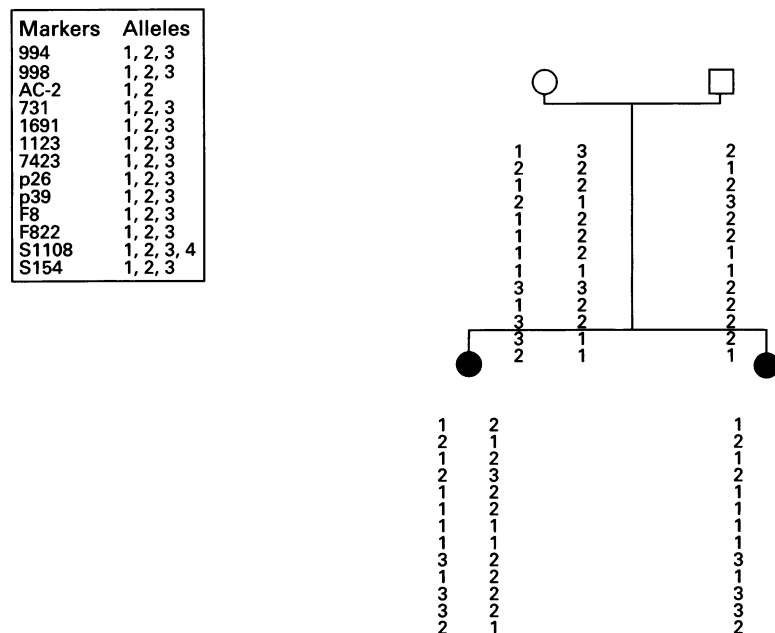 Markers Alleles
994 1, 2, 3
998 1, 2, 3
AC-2 1, 2
731 1, 2, 3
1691 1, 2, 3
1123 1, 2, 3
7423 1, 2, 3
p26 1, 2, 3
p39 1, 2, 3
F8 1, 2, 3
F822 1, 2, 3
S1108 1, 2, 3, 4
S154 1, 2, 3
1 3 2
2 2 1
1 2 2
2 1 3
1 2 2
1 2 2
1 2 1
1 1 1
3 3 2
1 2 2
3 2 2
3 1 2
2 1 1
1 2 1
2 1 2
1 2 1
2 3 2
1 2 1
1 2 1
1 1 1
1 1 1
3 2 3
1 2 1
3 2 3
3 2 3
2 1 2